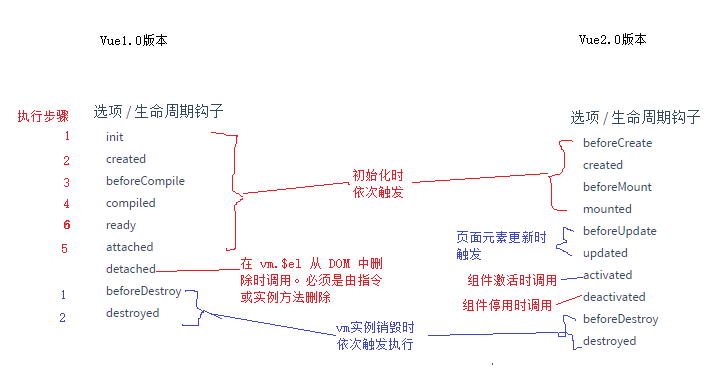 Vue1.0版本
Vue2.0版本
执行步骤
选项 / 生命周期钩子
1 init
2 created
3 beforeCompile
4 compiled
6 ready
5 attached
detached
1 beforeDestroy
2 destroyed
初始化时
依次触发
在 vm.$el 从 DOM 中删
除时调用。必须是由指令
或实例方法删除
vm实例销毁时
依次触发执行
选项 / 生命周期钩子
beforeCreate
created
beforeMount
mounted
beforeUpdate
updated
activated
deactivated
beforeDestroy
destroyed
页面元素更新时
触发
组件激活时调用
组件停用时调用